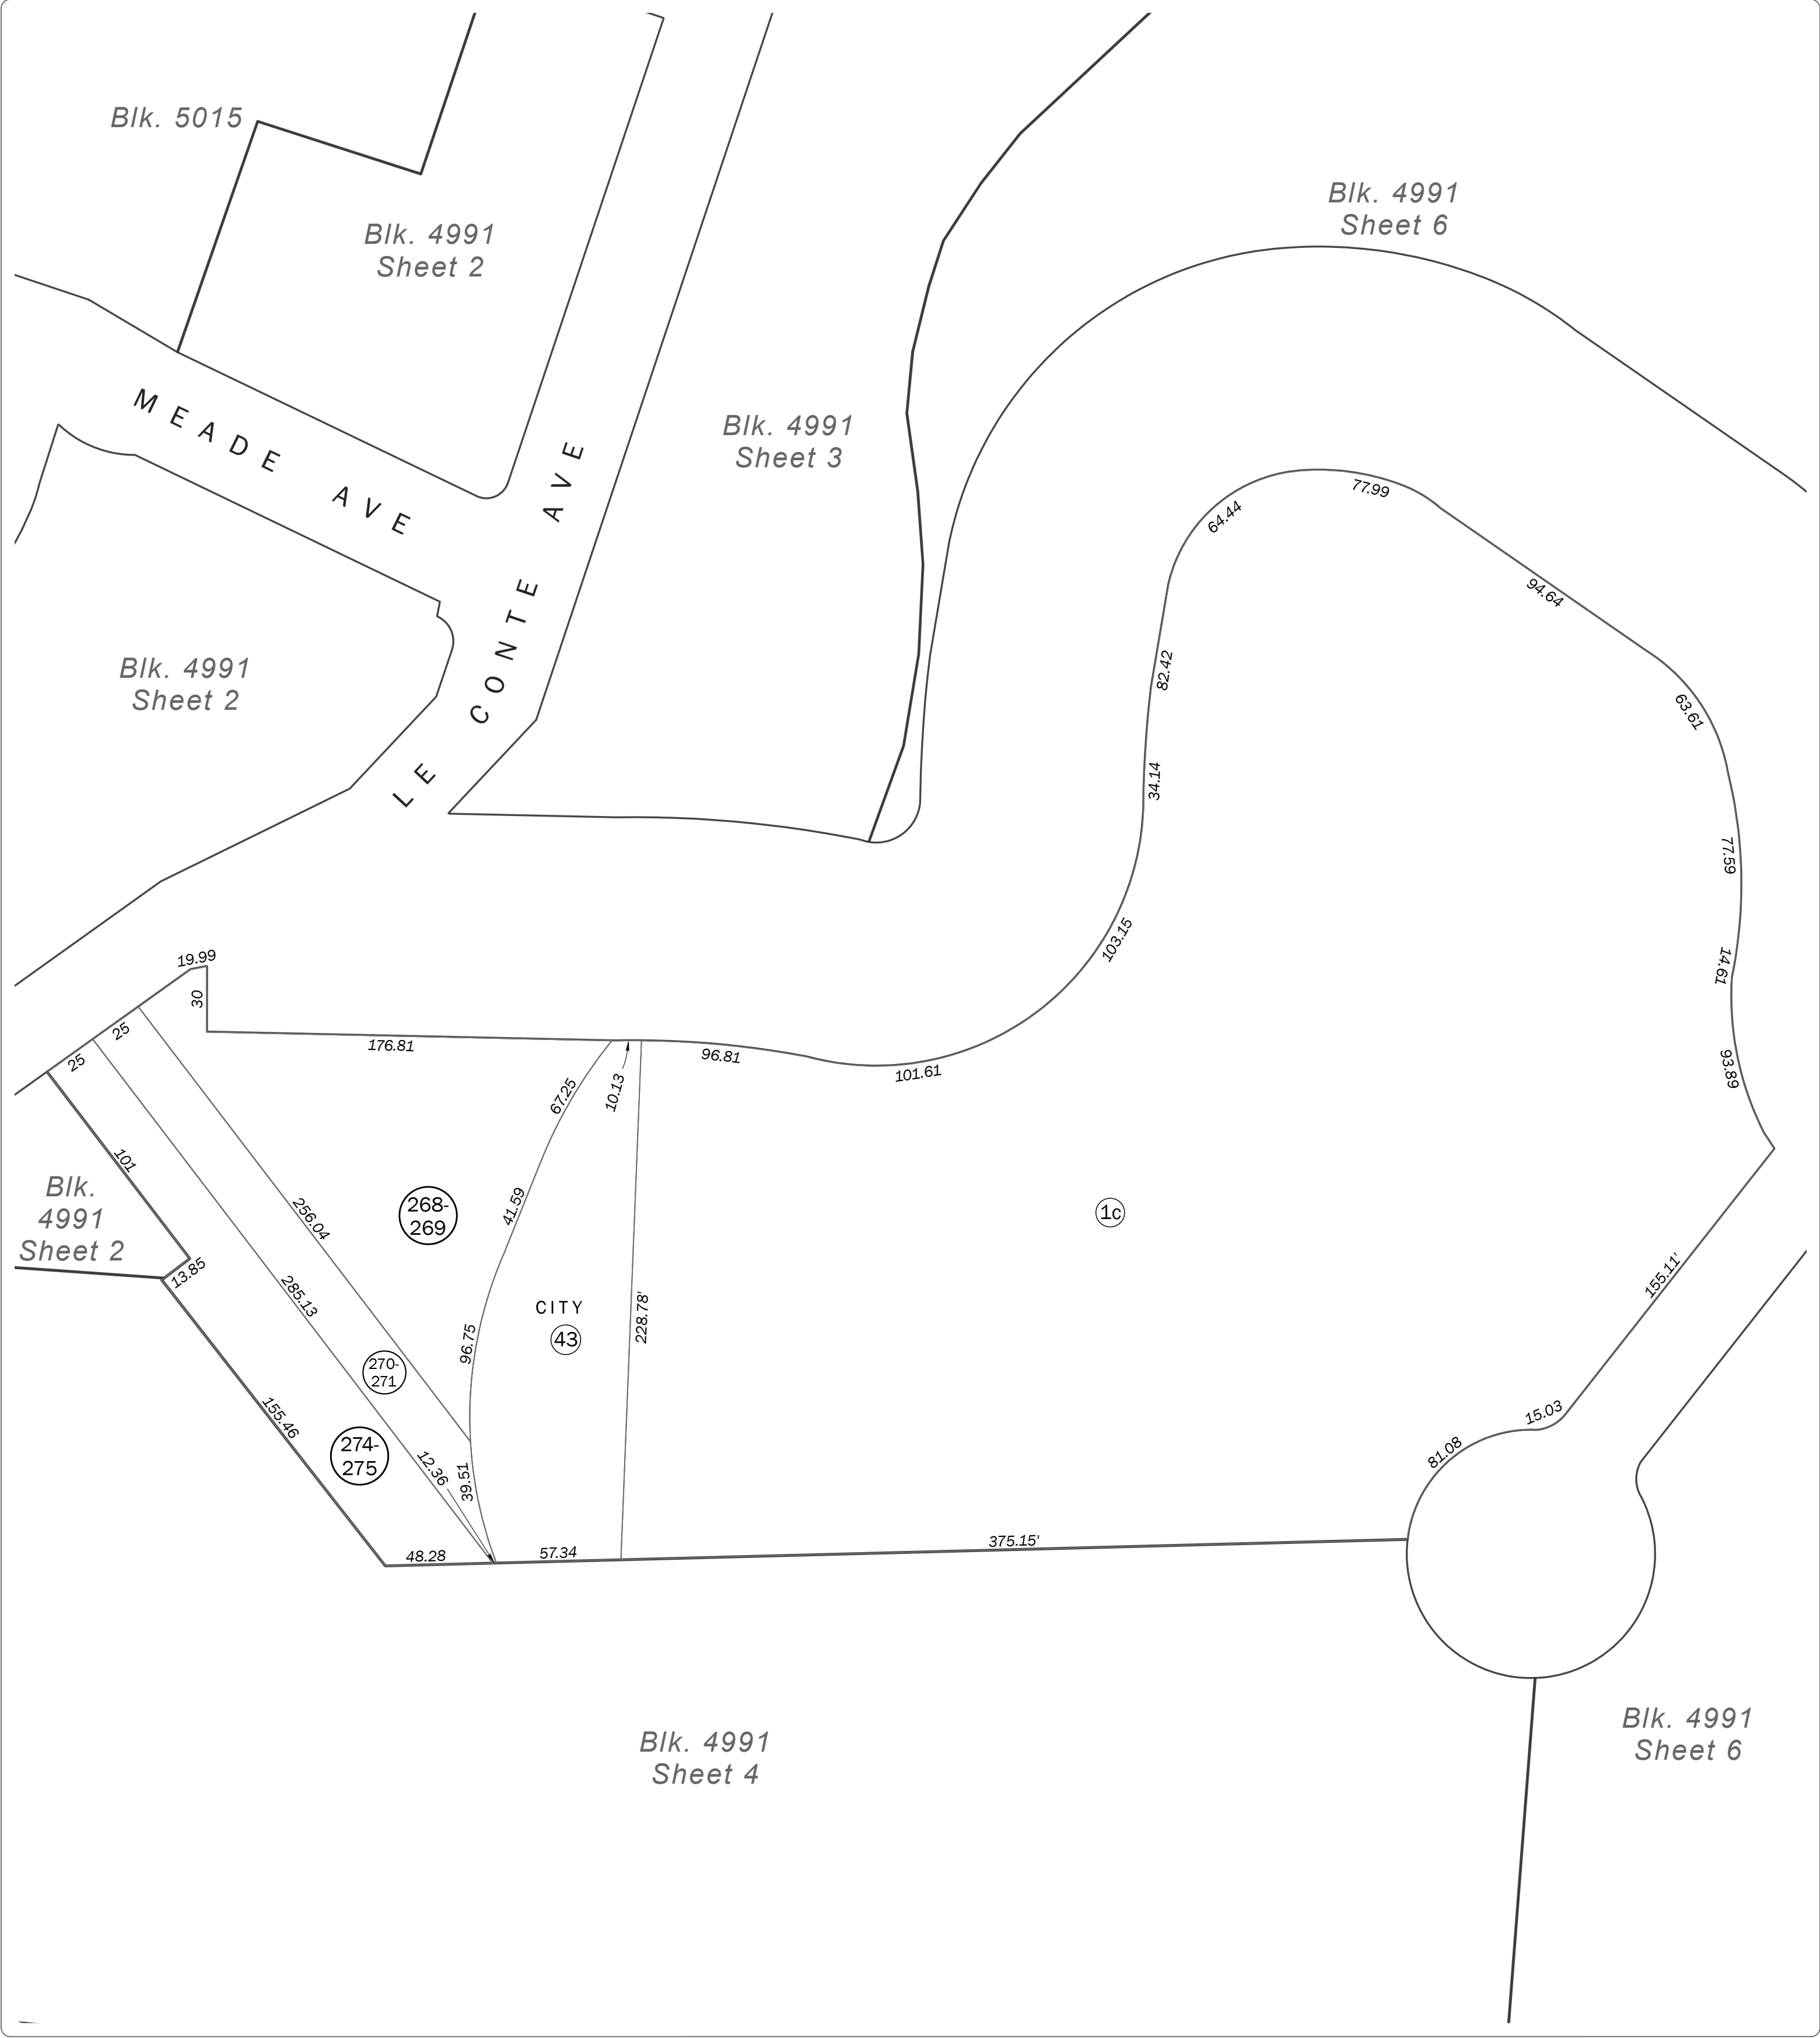 Blk. 5015
Blk. 4991
Sheet 2
Blk. 4991
Sheet 6
MEADE AVE
LE CONTE AVE
Blk. 4991
Sheet 3
Blk. 4991
Sheet 2
77.99
64.44
94.64
82.42
63.61
34.14
77.59
103.15
14.61
19.99
30
25
25
176.81
96.81
101.61
10.13
67.25
93.89
101
Blk.
4991
Sheet 2
13.85
256.04
268-
269
41.59
1c
285.13
CITY
43
228.78'
96.75
155.11'
270-
271
155.46
274-
275
12.36
39.51
15.03
81.08
48.28
57.34
375.15'
Blk. 4991
Sheet 4
Blk. 4991
Sheet 6